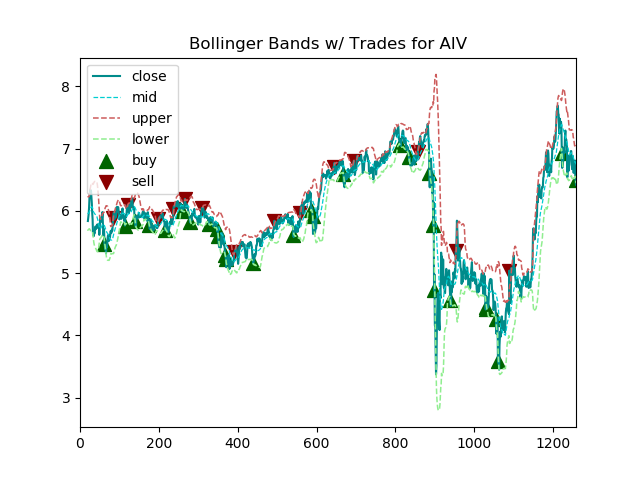 Bollinger Bands w/ Trades for AIV
close
mid
upper
lower
buy
sell
8
7
6
5
4
3
0 200 400 600 800 1000 1200